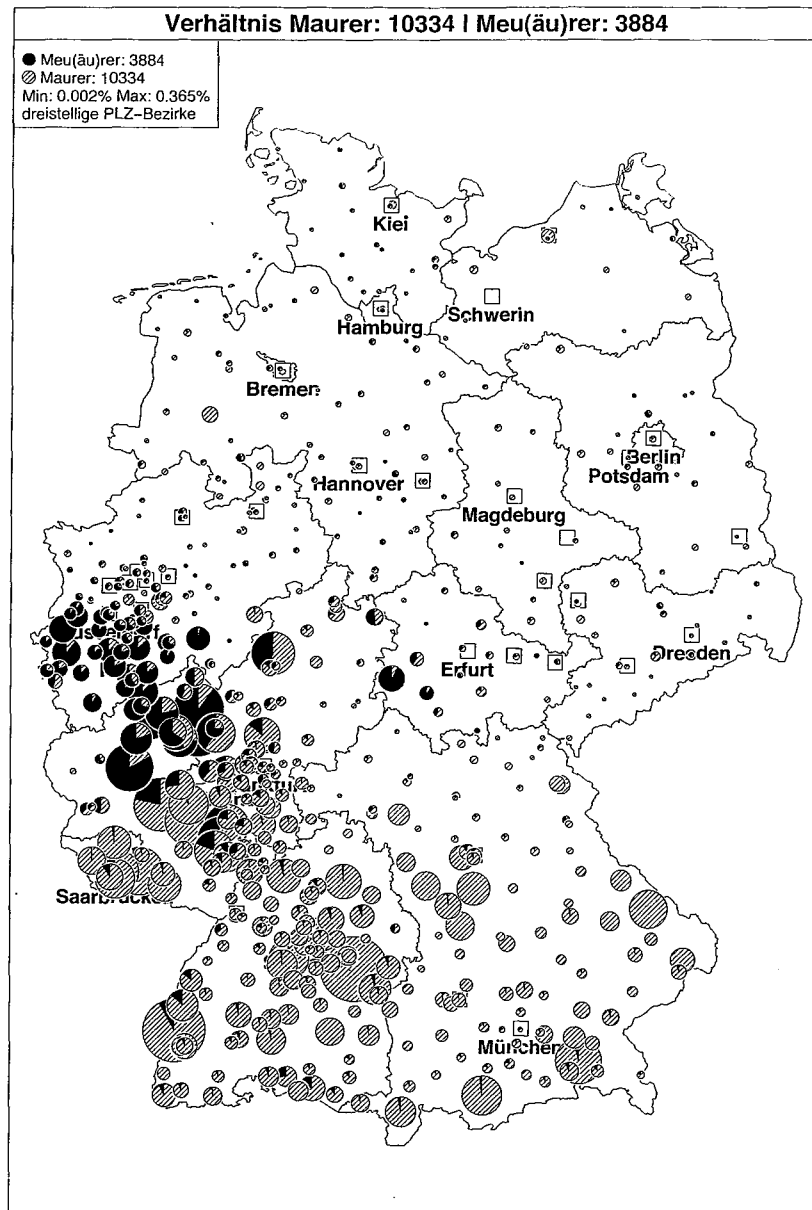 Verhältnis Maurer: 10334 | Meu(äu)rer: 3884
Meu(äu)rer: 3884
Maurer: 10334
Min: 0.002% Max: 0.365%
dreistellige PLZ-Bezirke
Kiei
Hamburg
Schwerin
Bremen
Berlin
Potsdam
Hannover
Magdeburg
Erfurt
Dresden
München